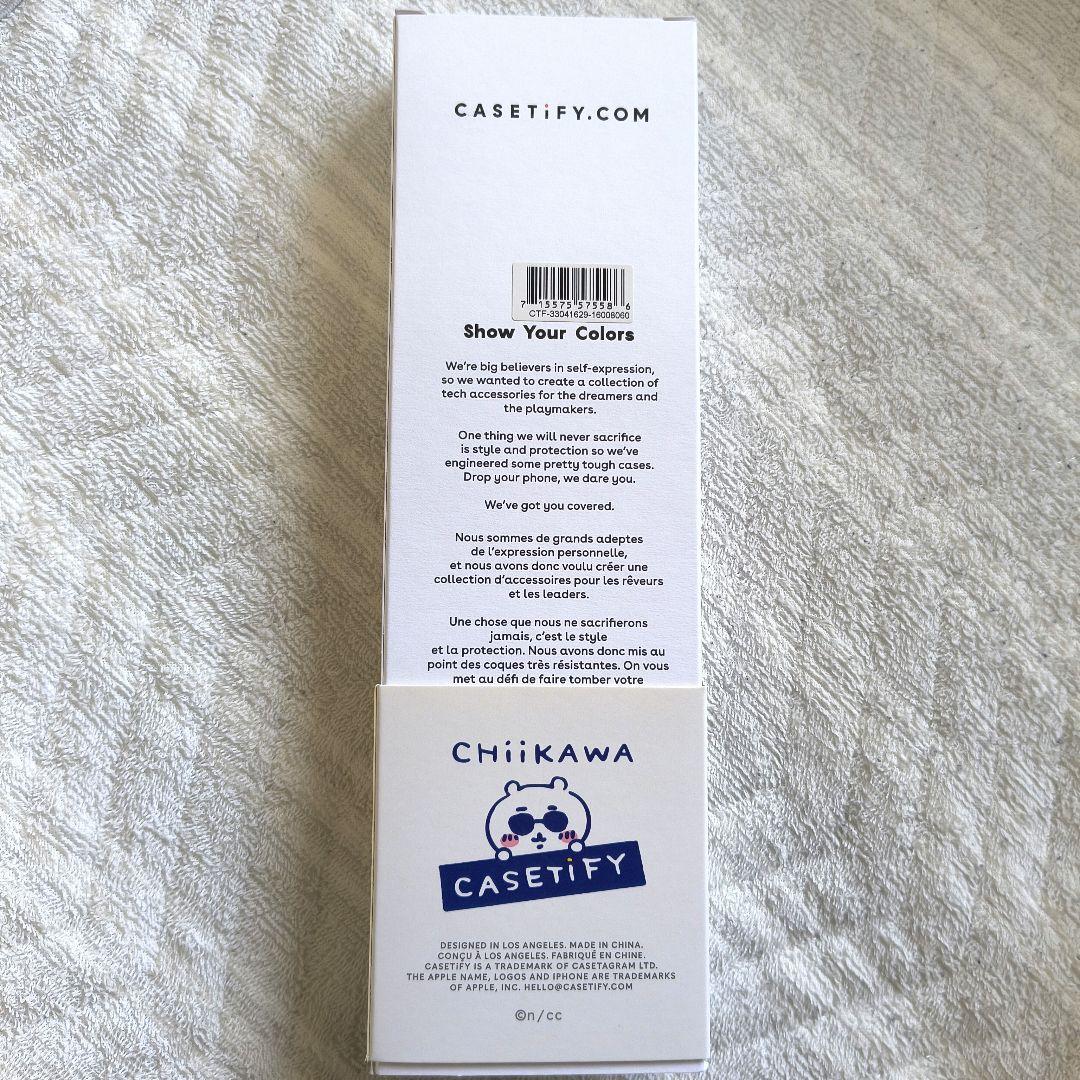 CASETiFY.COM
7 15575 57558 6
CTF-33041629-16008060
Show Your Colors
We're big believers in self-expression,
so we wanted to create a collection of
tech accessories for the dreamers and
the playmakers.
One thing we will never sacrifice
is style and protection so we've
engineered some pretty tough cases.
Drop your phone, we dare you.
We've got you covered.
Nous sommes de grands adeptes
de l'expression personnelle,
et nous avons donc voulu créer une
collection d'accessoires pour les rêveurs
et les leaders.
Une chose que nous ne sacrifierons
jamais, c'est le style
et la protection. Nous avons donc mis au
point des coques très résistantes. On vous
met au défi de faire tomber votre
CHiiKAWA
CASETiFY
DESIGNED IN LOS ANGELES. MADE IN CHINA.
CONÇU À LOS ANGELES. FABRIQUÉ EN CHINE.
CASETiFY IS A TRADEMARK OF CASETAGRAM LTD.
THE APPLE NAME, LOGOS AND IPHONE ARE TRADEMARKS
OF APPLE, INC. HELLO@CASETIFY.COM
©n/cc